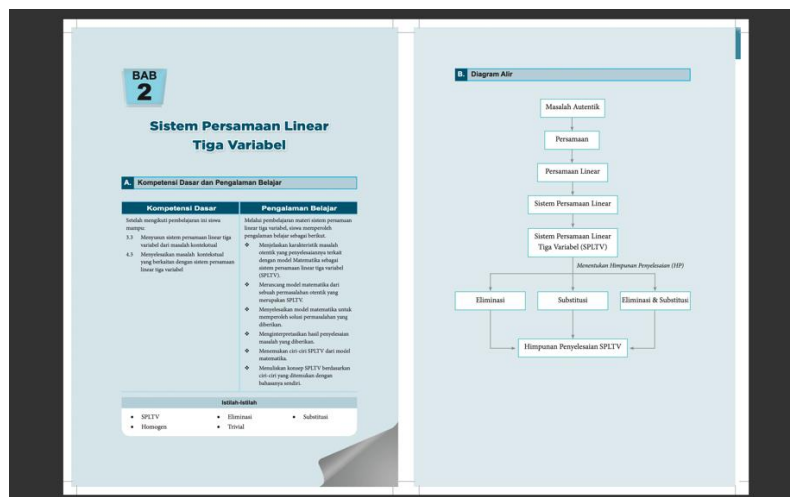 BAB
2
Sistem Persamaan Linear
Tiga Variabel
A. Kompetensi Dasar dan Pengalaman Belajar
Kompetensi Dasar
Setelah mengikuti pembelajaran ini siswa
mampu:
3.3 Menyusun sistem persamaan linear tiga
variabel dari masalah kontekstual
4.3 Menyelesaikan masalah kontekstual
yang berkaitan dengan sistem persamaan
linear tiga variabel
Pengalaman Belajar
Melalui pembelajaran materi sistem persamaan
linear tiga variabel, siswa memperoleh
pengalaman belajar sebagai berikut.
❖ Menjelaskan karakteristik masalah
otentik yang penyelesaiannya terkait
dengan model Matematika sebagai
sistem persamaan linear tiga variabel
(SPLTV).
❖ Merancang model matematika dari
sebuah permasalahan otentik yang
merupakan SPLTV.
❖ Menyelesaikan model matematika untuk
memperoleh solusi permasalahan yang
diberikan.
❖ Menginterpretasikan hasil penyelesaian
masalah yang diberikan.
❖ Menemukan ciri-ciri SPLTV dari model
matematika.
❖ Menuliskan konsep SPLTV berdasarkan
ciri-ciri yang ditemukan dengan
bahasanya sendiri.
Istilah-Istilah
• SPLTV • Eliminasi • Substitusi
• Homogen • Trivial
B. Diagram Alir
Masalah Autentik
Persamaan
Persamaan Linear
Sistem Persamaan Linear
Sistem Persamaan Linear
Tiga Variabel (SPLTV)
Menentukan Himpunan Penyelesaian (HP)
Eliminasi Substitusi Eliminasi & Substitusi
Himpunan Penyelesaian SPLTV